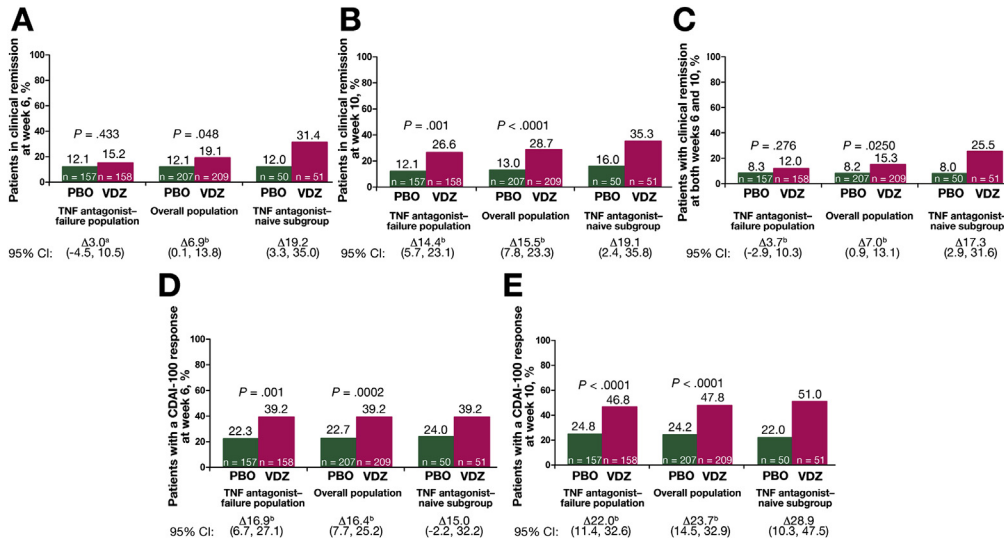 A
Patients in clinical remission
at week 6, %
100
80
60
40
20
0
P = .433
P = .048
12.1
15.2
12.1
19.1
12.0
31.4
n = 157
n = 158
n = 207
n = 209
n = 50
n = 51
PBO VDZ
PBO VDZ
PBO VDZ
TNF antagonist–
failure population
Overall population
TNF antagonist–
naive subgroup
95% CI:
Δ3.0ᵃ
(-4.5, 10.5)
Δ6.9ᵇ
(0.1, 13.8)
Δ19.2
(3.3, 35.0)
B
Patients in clinical remission
at week 10, %
100
80
60
40
20
0
P = .001
P < .0001
12.1
26.6
13.0
28.7
16.0
35.3
n = 157
n = 158
n = 207
n = 209
n = 50
n = 51
PBO VDZ
PBO VDZ
PBO VDZ
TNF antagonist–
failure population
Overall population
TNF antagonist–
naive subgroup
95% CI:
Δ14.4ᵇ
(5.7, 23.1)
Δ15.5ᵇ
(7.8, 23.3)
Δ19.1
(2.4, 35.8)
C
Patients with clinical remission
at both weeks 6 and 10, %
100
80
60
40
20
0
P = .276
P = .0250
8.3
12.0
8.2
15.3
8.0
25.5
n = 157
n = 158
n = 207
n = 209
n = 50
n = 51
PBO VDZ
PBO VDZ
PBO VDZ
TNF antagonist–
failure population
Overall population
TNF antagonist–
naive subgroup
95% CI:
Δ3.7ᵇ
(-2.9, 10.3)
Δ7.0ᵇ
(0.9, 13.1)
Δ17.3
(2.9, 31.6)
D
Patients with a CDAI-100 response
at week 6, %
100
80
60
40
20
0
P = .001
P = .0002
22.3
39.2
22.7
39.2
24.0
39.2
n = 157
n = 158
n = 207
n = 209
n = 50
n = 51
PBO VDZ
PBO VDZ
PBO VDZ
TNF antagonist–
failure population
Overall population
TNF antagonist–
naive subgroup
95% CI:
Δ16.9ᵇ
(6.7, 27.1)
Δ16.4ᵇ
(7.7, 25.2)
Δ15.0
(-2.2, 32.2)
E
Patients with a CDAI-100 response
at week 10, %
100
80
60
40
20
0
P < .0001
P < .0001
24.8
46.8
24.2
47.8
22.0
51.0
n = 157
n = 158
n = 207
n = 209
n = 50
n = 51
PBO VDZ
PBO VDZ
PBO VDZ
TNF antagonist–
failure population
Overall population
TNF antagonist–
naive subgroup
95% CI:
Δ22.0ᵇ
(11.4, 32.6)
Δ23.7ᵇ
(14.5, 32.9)
Δ28.9
(10.3, 47.5)